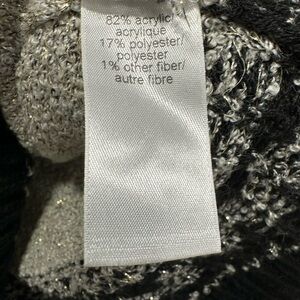 82% acrylic/
acrylique
17% polyester/
polyester
1% other fiber/
autre fibre